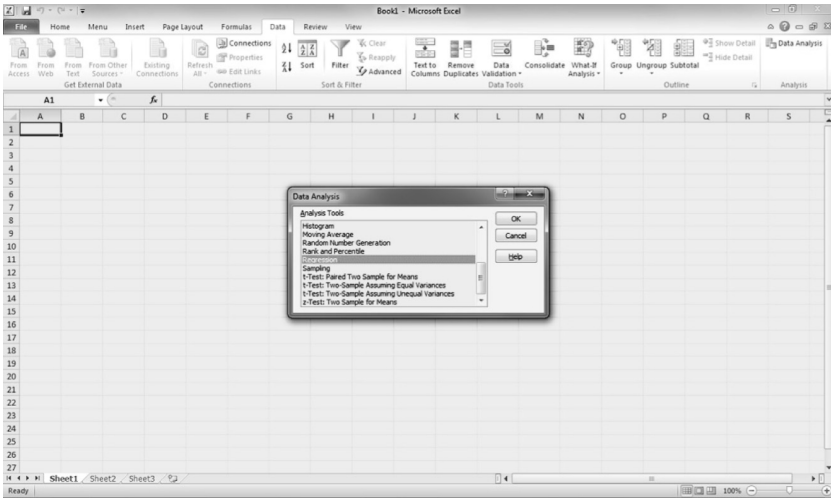 Book1 - Microsoft Excel
File Home Menu Insert Page Layout Formulas Data Review View
From Access
From Web
From Text
From Other Sources
Existing Connections
Get External Data
Refresh All
Connections
Properties
Edit Links
Connections
Sort
Filter
Clear
Reapply
Advanced
Sort & Filter
Text to Columns
Remove Duplicates
Data Validation
Consolidate
What-If Analysis
Data Tools
Group
Ungroup
Subtotal
Show Detail
Hide Detail
Outline
Data Analysis
Analysis
A1 fx
A B C D E F G H I J K L M N O P Q R S
1
2
3
4
5
6
7
8
9
10
11
12
13
14
15
16
17
18
19
20
21
22
23
24
25
26
27
Data Analysis
Analysis Tools
Histogram
Moving Average
Random Number Generation
Rank and Percentile
Regression
Sampling
t-Test: Paired Two Sample for Means
t-Test: Two-Sample Assuming Equal Variances
t-Test: Two-Sample Assuming Unequal Variances
z-Test: Two Sample for Means
OK
Cancel
Help
Sheet1 Sheet2 Sheet3
Ready 100%